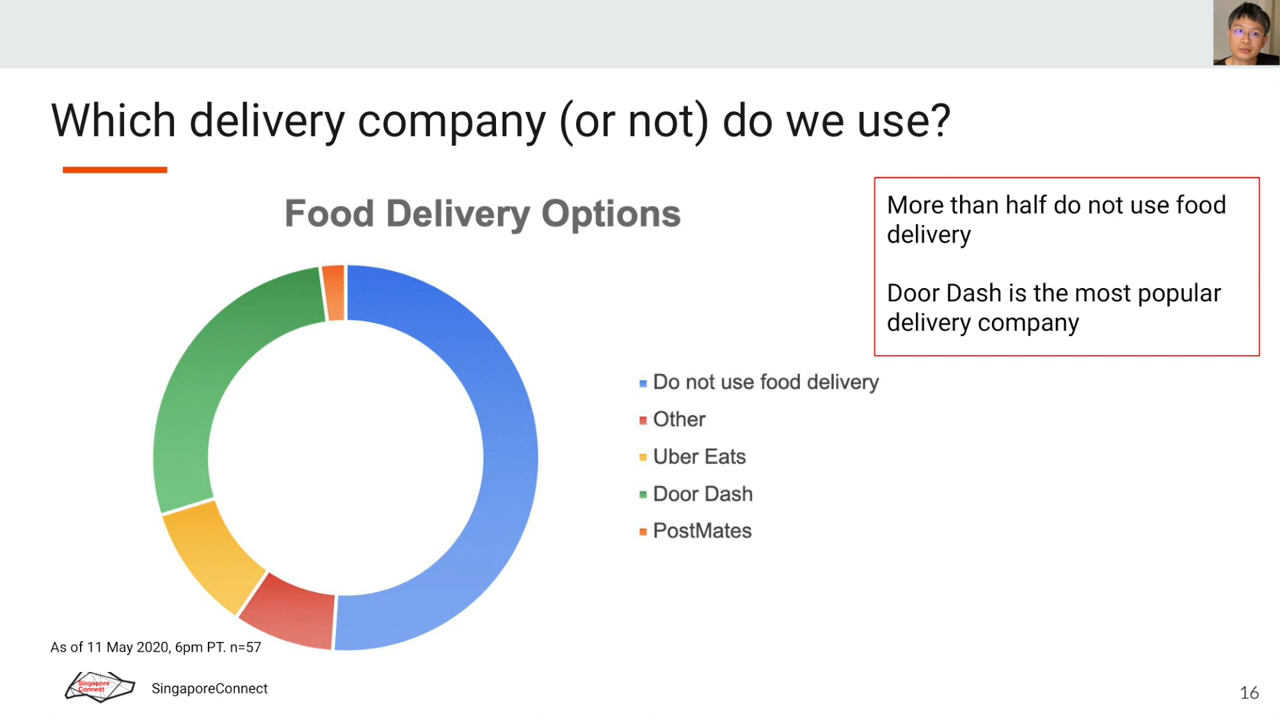 Which delivery company (or not) do we use?
Food Delivery Options
More than half do not use food
delivery
Door Dash is the most popular
delivery company
Do not use food delivery
Other
Uber Eats
Door Dash
PostMates
As of 11 May 2020, 6pm PT. n=57
Singapore
Connect
SingaporeConnect
16